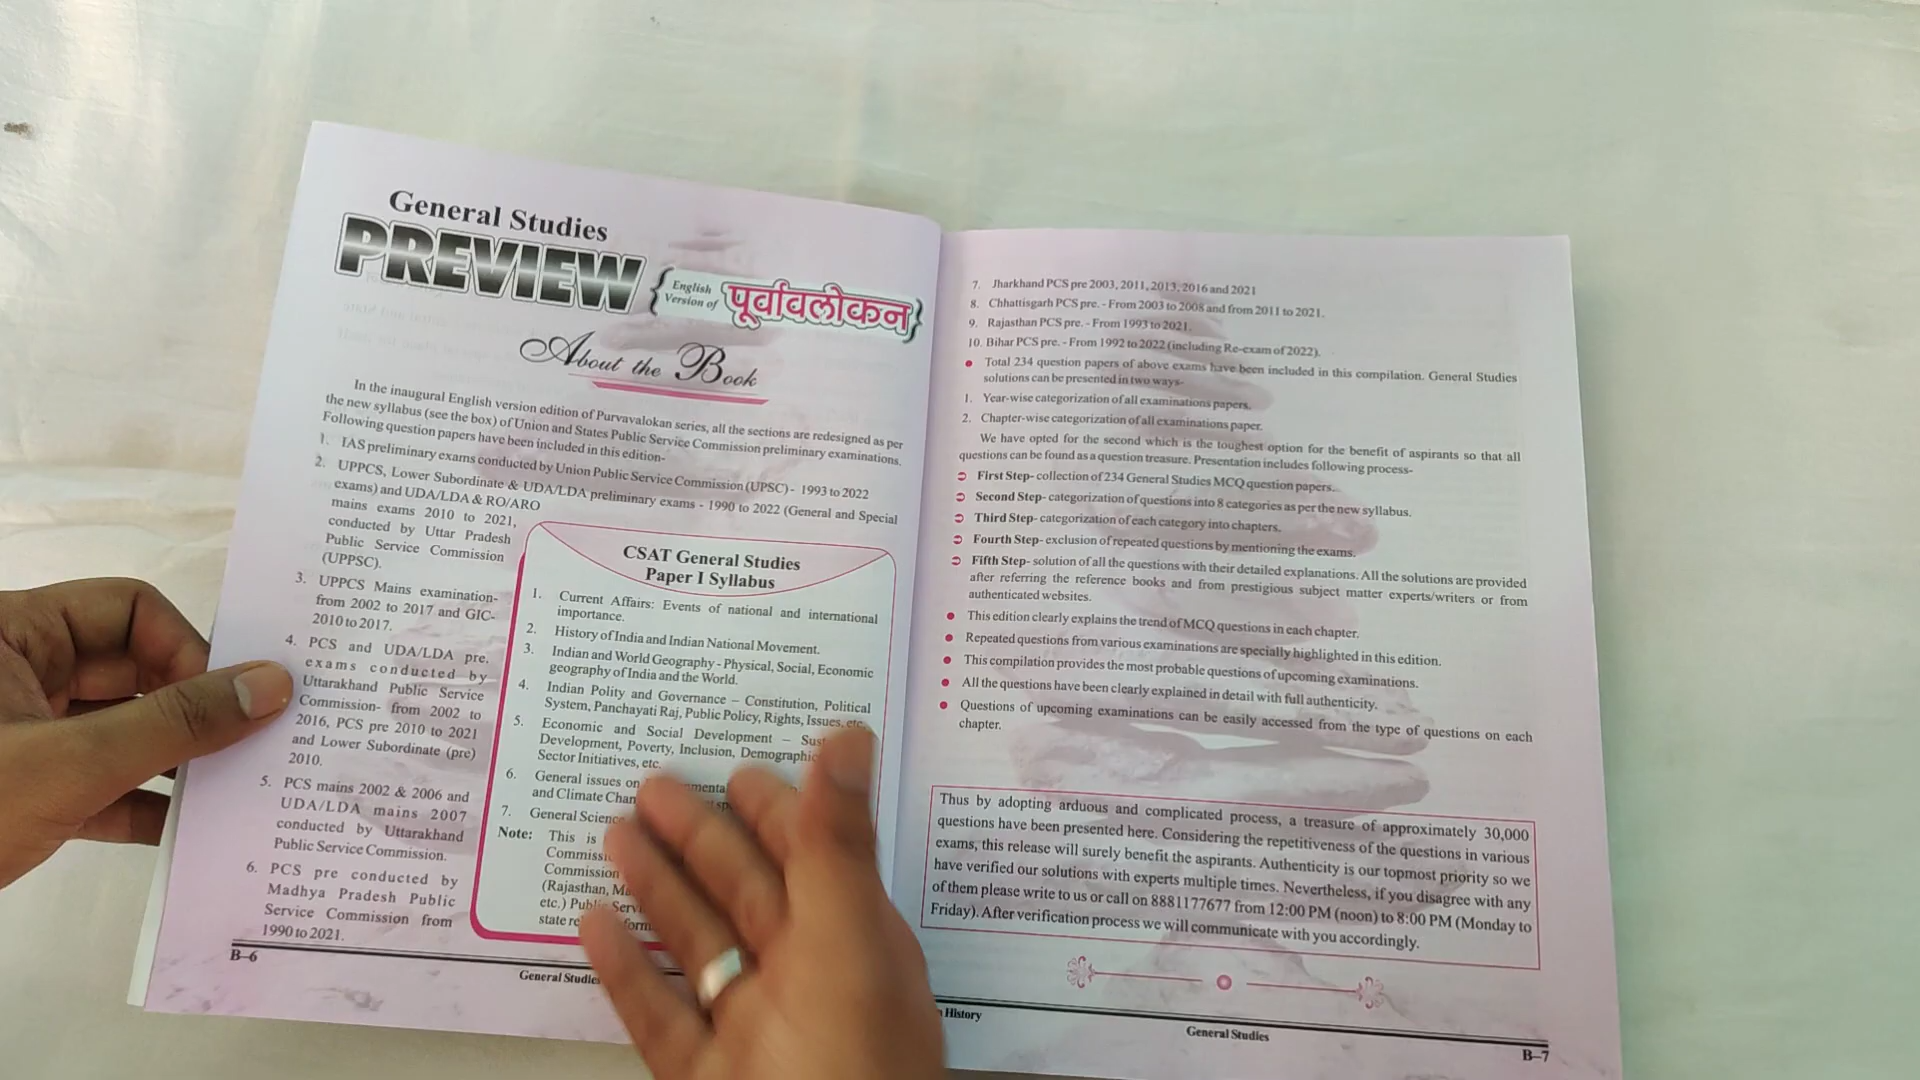 General Studies
PREVIEW
English
Version of
पूर्वावलोकन
About the Book
In the inaugural English version edition of Purvavalokan series, all the sections are redesigned as per
the new syllabus (see the box) of Union and States Public Service Commission preliminary examinations.
Following question papers have been included in this edition-
1. IAS preliminary exams conducted by Union Public Service Commission (UPSC) - 1993 to 2022
2. UPPCS, Lower Subordinate & UDA/LDA preliminary exams - 1990 to 2022 (General and Special
exams) and UDA/LDA & RO/ARO
mains exams 2010 to 2021,
conducted by Uttar Pradesh
Public Service Commission
(UPPSC).
3. UPPCS Mains examination-
from 2002 to 2017 and GIC-
2010 to 2017.
4. PCS and UDA/LDA pre.
exams conducted by
Uttarakhand Public Service
Commission- from 2002 to
2016, PCS pre 2010 to 2021
and Lower Subordinate (pre)
2010.
5. PCS mains 2002 & 2006 and
UDA/LDA mains 2007
conducted by Uttarakhand
Public Service Commission.
6. PCS pre conducted by
Madhya Pradesh Public
Service Commission from
1990 to 2021.
CSAT General Studies
Paper I Syllabus
1. Current Affairs: Events of national and international
importance.
2. History of India and Indian National Movement.
3. Indian and World Geography - Physical, Social, Economic
geography of India and the World.
4. Indian Polity and Governance – Constitution, Political
System, Panchayati Raj, Public Policy, Rights, Issues, etc.
5. Economic and Social Development –
Development, Poverty, Inclusion,
Sector Initiatives, etc.
6. General issues on
and Climate
7. General
Note: This is
Commission
(Rajasthan,
etc.) Public
state
B–6
General Studies
7. Jharkhand PCS pre 2003, 2011, 2013, 2016 and 2021
8. Chhattisgarh PCS pre. - From 2003 to 2008 and from 2011 to 2021.
9. Rajasthan PCS pre. - From 1993 to 2021.
10. Bihar PCS pre. - From 1992 to 2022 (including Re-exam of 2022).
Total 234 question papers of above exams have been included in this compilation. General Studies
solutions can be presented in two ways-
1. Year-wise categorization of all examinations papers.
2. Chapter-wise categorization of all examinations paper.
We have opted for the second which is the toughest option for the benefit of aspirants so that all
questions can be found as a question treasure. Presentation includes following process-
First Step- collection of 234 General Studies MCQ question papers.
Second Step- categorization of questions into 8 categories as per the new syllabus.
Third Step- categorization of each category into chapters.
Fourth Step- exclusion of repeated questions by mentioning the exams.
Fifth Step- solution of all the questions with their detailed explanations. All the solutions are provided
after referring the reference books and from prestigious subject matter experts/writers or from
authenticated websites.
This edition clearly explains the trend of MCQ questions in each chapter.
Repeated questions from various examinations are specially highlighted in this edition.
This compilation provides the most probable questions of upcoming examinations.
All the questions have been clearly explained in detail with full authenticity.
Questions of upcoming examinations can be easily accessed from the type of questions on each
chapter.
Thus by adopting arduous and complicated process, a treasure of approximately 30,000
questions have been presented here. Considering the repetitiveness of the questions in various
exams, this release will surely benefit the aspirants. Authenticity is our topmost priority so we
have verified our solutions with experts multiple times. Nevertheless, if you disagree with any
of them please write to us or call on 8881177677 from 12:00 PM (noon) to 8:00 PM (Monday to
Friday). After verification process we will communicate with you accordingly.
History
General Studies
B–7